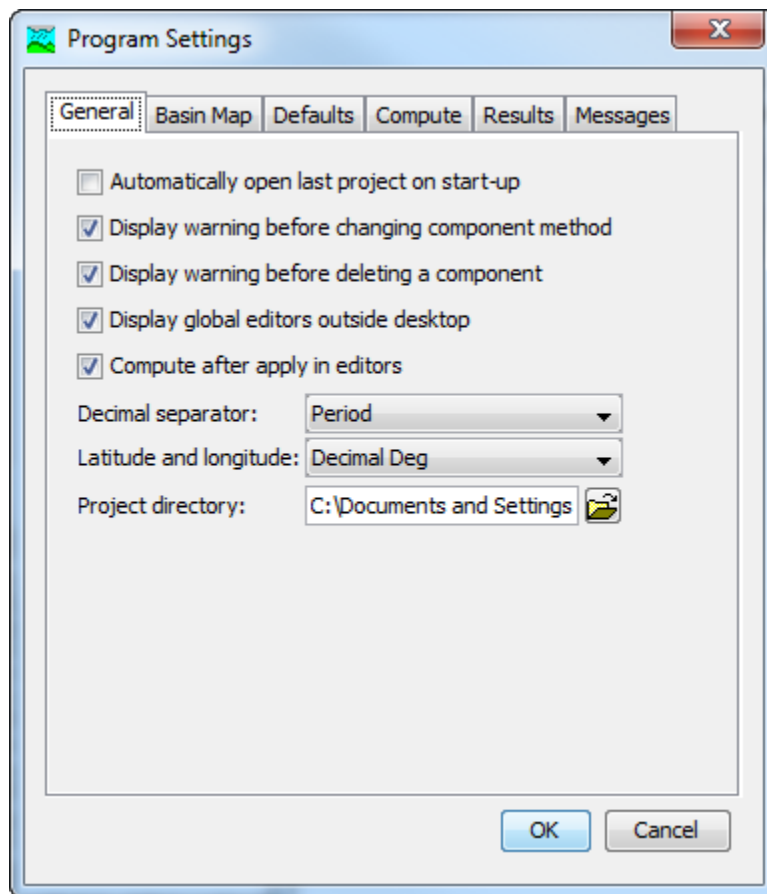 Program Settings
General Basin Map Defaults Compute Results Messages
Automatically open last project on start-up
Display warning before changing component method
Display warning before deleting a component
Display global editors outside desktop
Compute after apply in editors
Decimal separator: Period
Latitude and longitude: Decimal Deg
Project directory: C:\Documents and Settings
OK Cancel